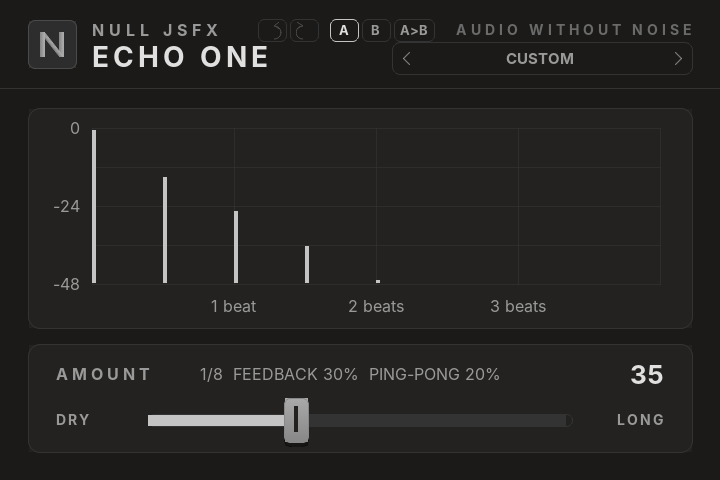 N NULL JSFX A B A>B AUDIO WITHOUT NOISE
ECHO ONE CUSTOM
0
-24
-48
1 beat 2 beats 3 beats
AMOUNT 1/8 FEEDBACK 30% PING-PONG 20% 35
DRY LONG